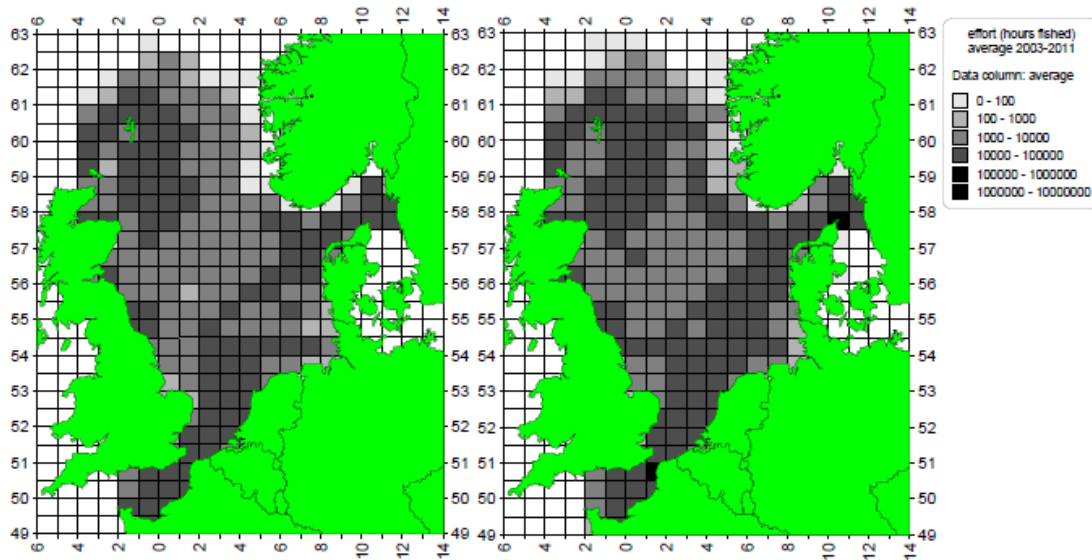 6 4 2 0 2 4 6 8 10 12 14
63 62 61 60 59 58 57 56 55 54 53 52 51 50 49
63 62 61 60 59 58 57 56 55 54 53 52 51 50 49
6 4 2 0 2 4 6 8 10 12 14
6 4 2 0 2 4 6 8 10 12 14
63 62 61 60 59 58 57 56 55 54 53 52 51 50 49
63 62 61 60 59 58 57 56 55 54 53 52 51 50 49
6 4 2 0 2 4 6 8 10 12 14
effort (hours fished)
average 2003-2011
Data column: average
0 - 100
100 - 1000
1000 - 10000
10000 - 100000
100000 - 1000000
1000000 - 10000000